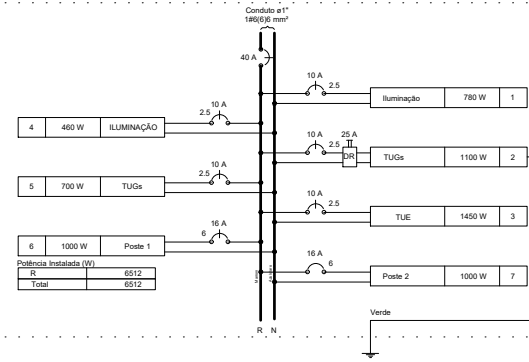 Conduto ø1"
1#6(6)6 mm²
40 A
10 A
2.5
Iluminação 780 W 1
10 A
2.5
4 460 W ILUMINAÇÃO
10 A
2.5
25 A
DR
TUGs 1100 W 2
10 A
2.5
5 700 W TUGs
10 A
2.5
TUE 1450 W 3
16 A
6
6 1000 W Poste 1
16 A
6
Poste 2 1000 W 7
Potência Instalada (W)
R 6512
Total 6512
Verde
R N